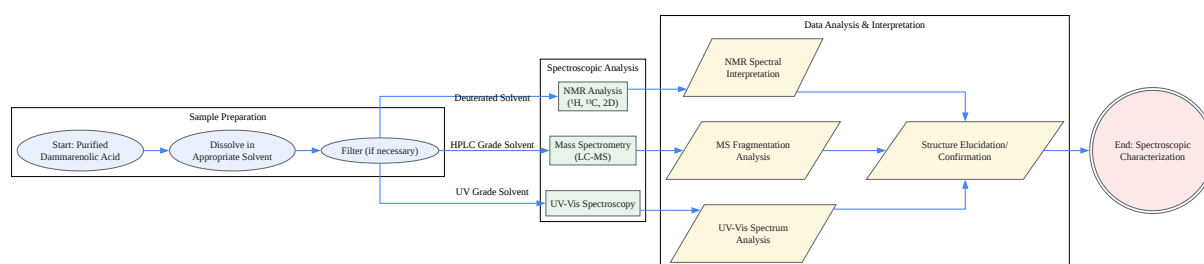 Data Analysis & Interpretation
NMR Spectral
Interpretation
Spectroscopic Analysis
NMR Analysis
(¹H, ¹³C, 2D)
Deuterated Solvent
Sample Preparation
Start: Purified
Dammarenolic Acid
Dissolve in
Appropriate Solvent
Filter (if necessary)
HPLC Grade Solvent
Mass Spectrometry
(LC-MS)
MS Fragmentation
Analysis
Structure Elucidation/
Confirmation
End: Spectroscopic
Characterization
UV Grade Solvent
UV-Vis Spectroscopy
UV-Vis Spectrum
Analysis